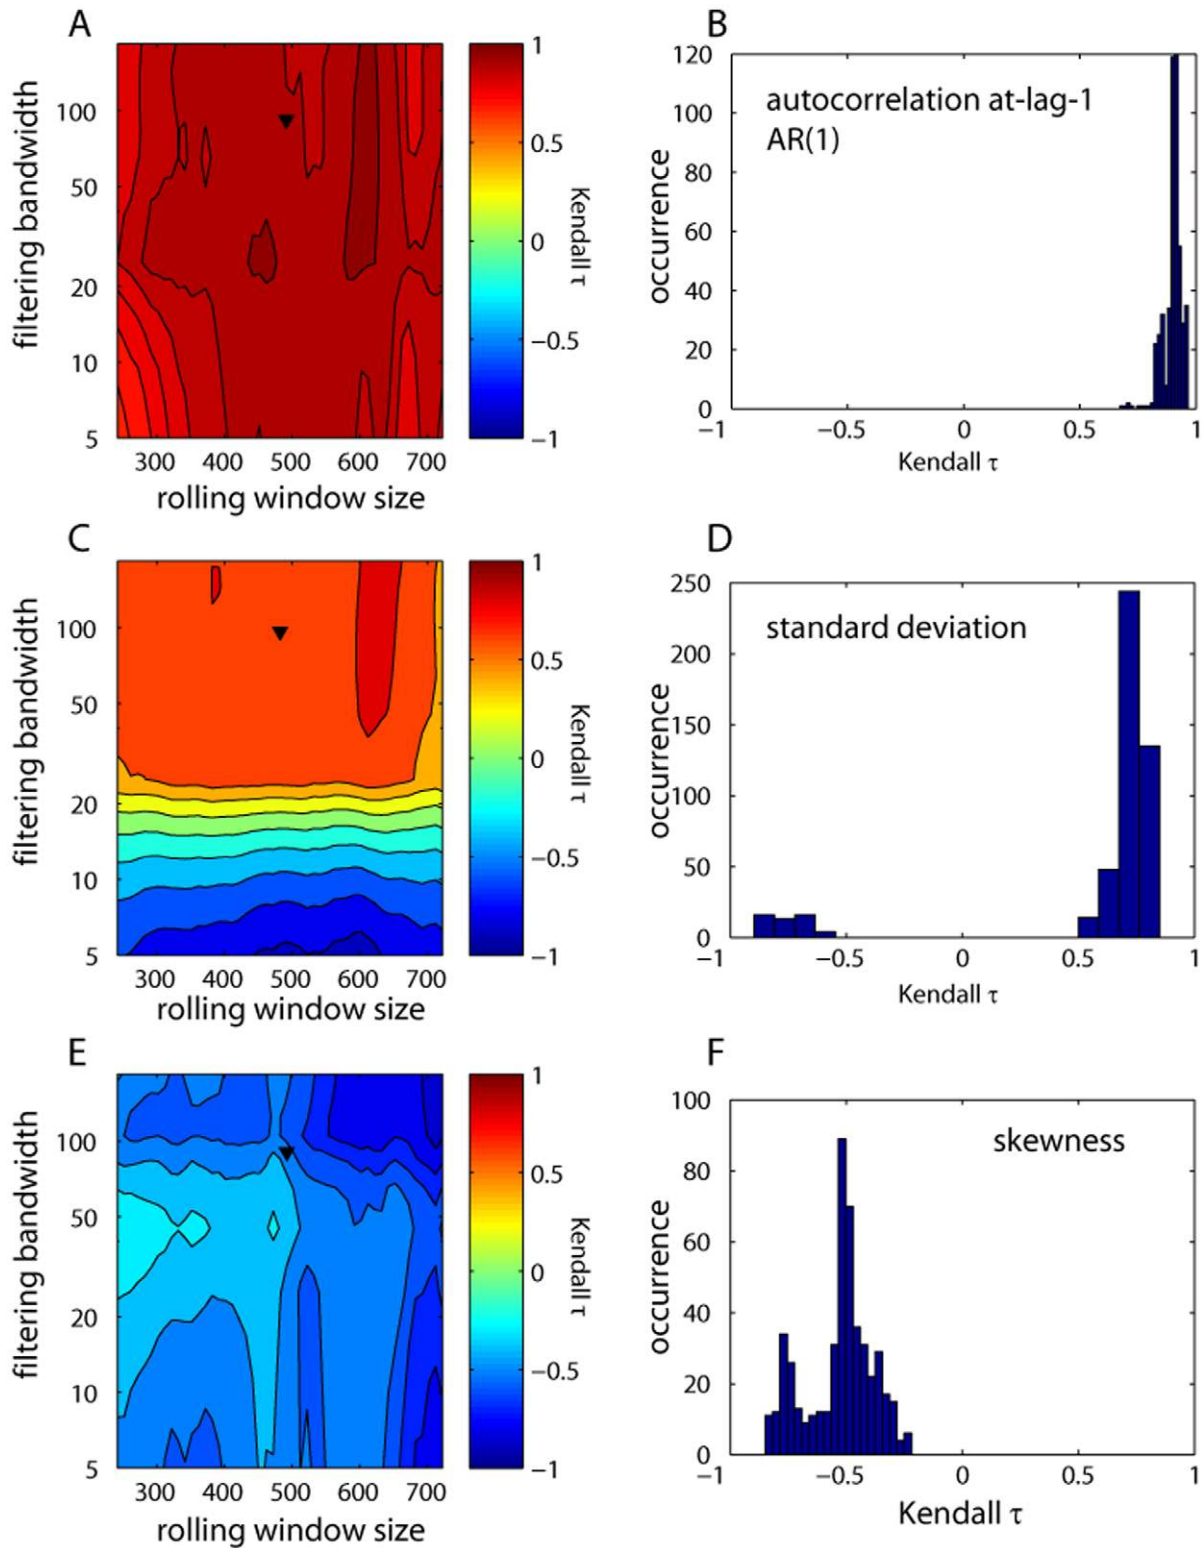 A
B
filtering bandwidth
100
50
20
10
5
300 400 500 600 700
rolling window size
1
0.5
0
−0.5
−1
Kendall τ
occurrence
120
100
80
60
40
20
0
autocorrelation at-lag-1
AR(1)
−1 −0.5 0 0.5 1
Kendall τ
C
D
filtering bandwidth
100
50
20
10
5
300 400 500 600 700
rolling window size
1
0.5
0
−0.5
−1
Kendall τ
occurrence
250
200
150
100
50
0
standard deviation
−1 −0.5 0 0.5 1
Kendall τ
E
F
filtering bandwidth
100
50
20
10
5
300 400 500 600 700
rolling window size
1
0.5
0
−0.5
−1
Kendall τ
occurrence
100
80
60
40
20
0
skewness
−1 −0.5 0 0.5 1
Kendall τ